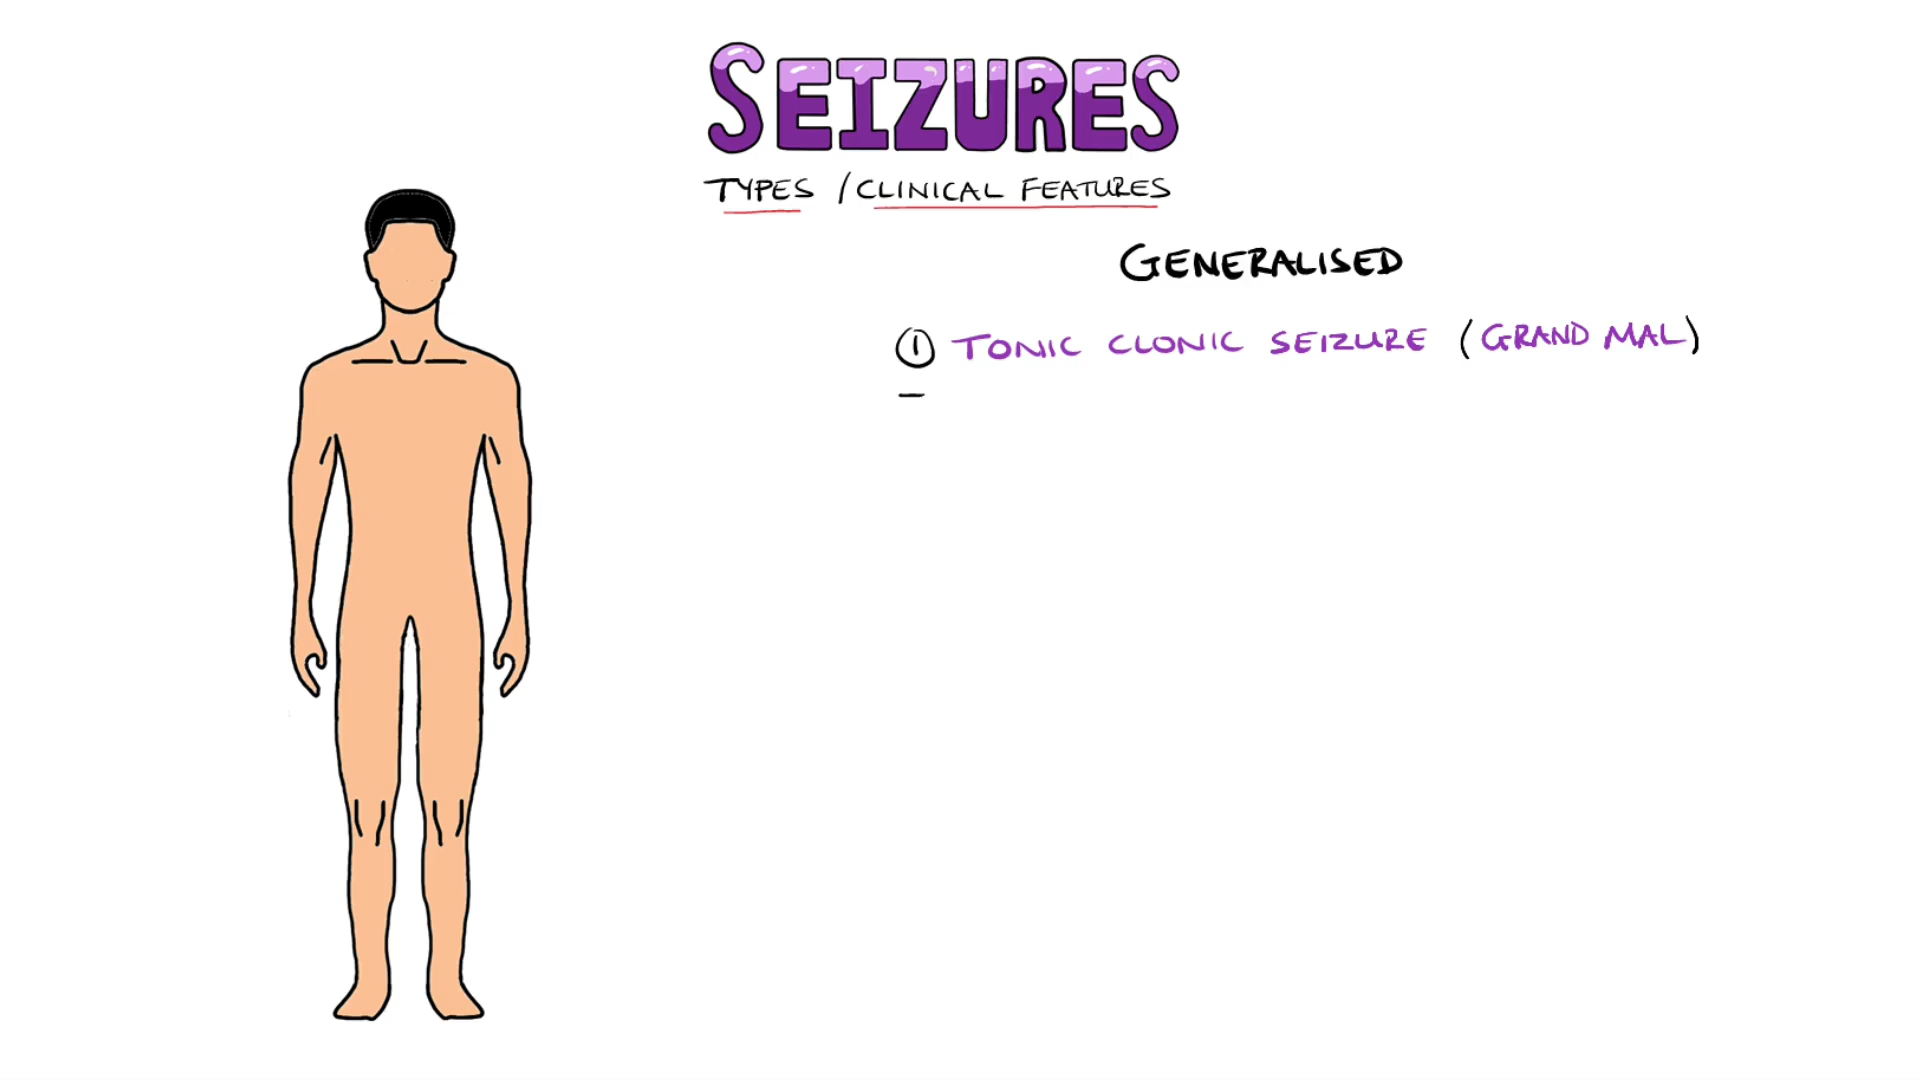 SEIZURES
TYPES / CLINICAL FEATURES
GENERALISED
① TONIC CLONIC SEIZURE (GRAND MAL)
–